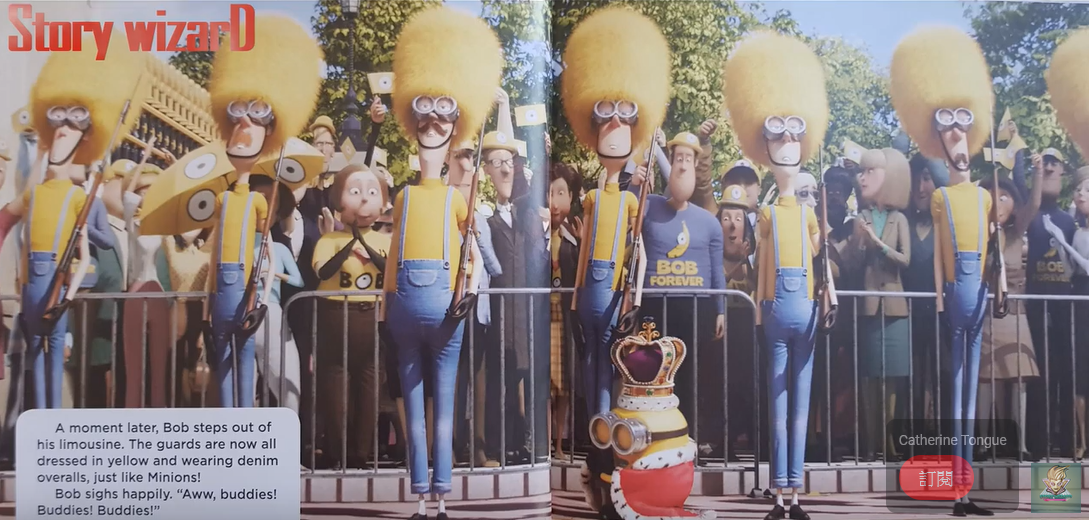 Story wizarD
BOB
BOB
FOREVER
BOB
A moment later, Bob steps out of
his limousine. The guards are now all
dressed in yellow and wearing denim
overalls, just like Minions!
Bob sighs happily. “Aww, buddies!
Buddies! Buddies!”
Catherine Tongue
訂閱